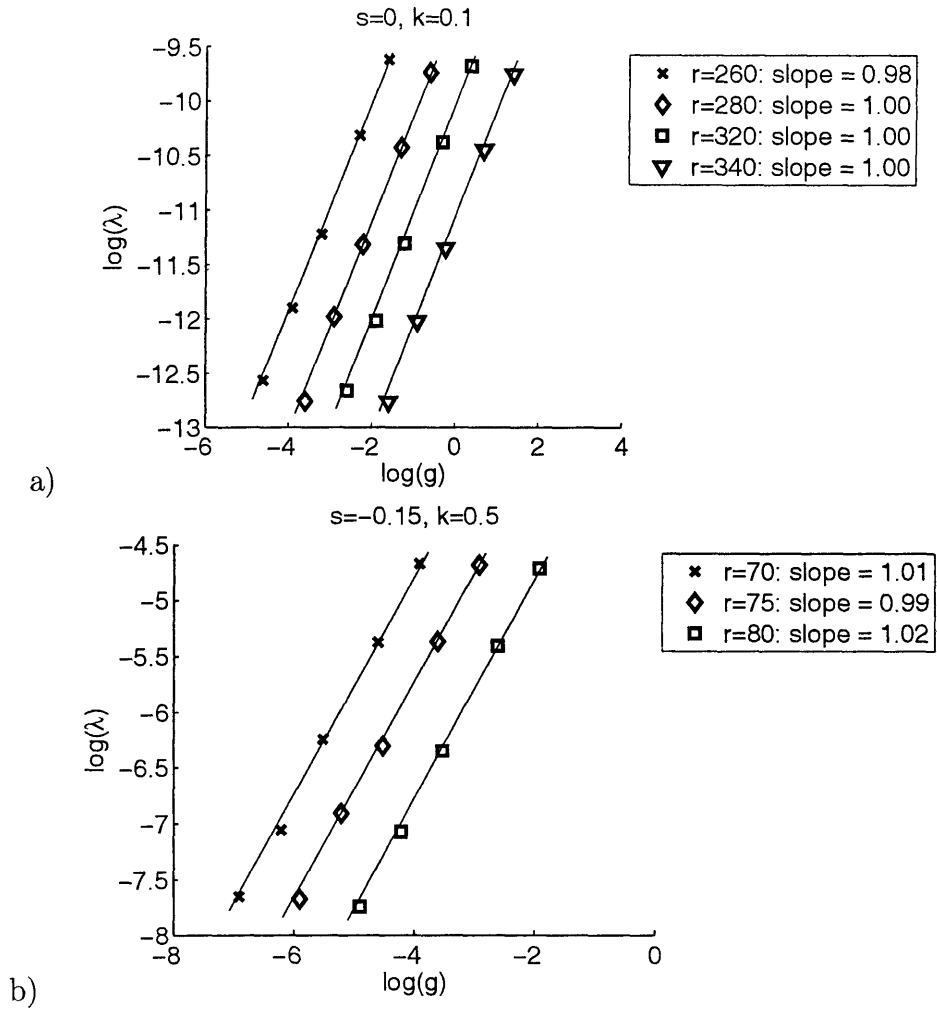 s=0, k=0.1
−9.5
−10
−10.5
−11
−11.5
−12
−12.5
−13
log(λ)
−6
−4
−2
0
2
4
log(g)
r=260: slope = 0.98
r=280: slope = 1.00
r=320: slope = 1.00
r=340: slope = 1.00
a)
s=−0.15, k=0.5
−4.5
−5
−5.5
−6
−6.5
−7
−7.5
−8
log(λ)
−8
−6
−4
−2
0
log(g)
r=70: slope = 1.01
r=75: slope = 0.99
r=80: slope = 1.02
b)